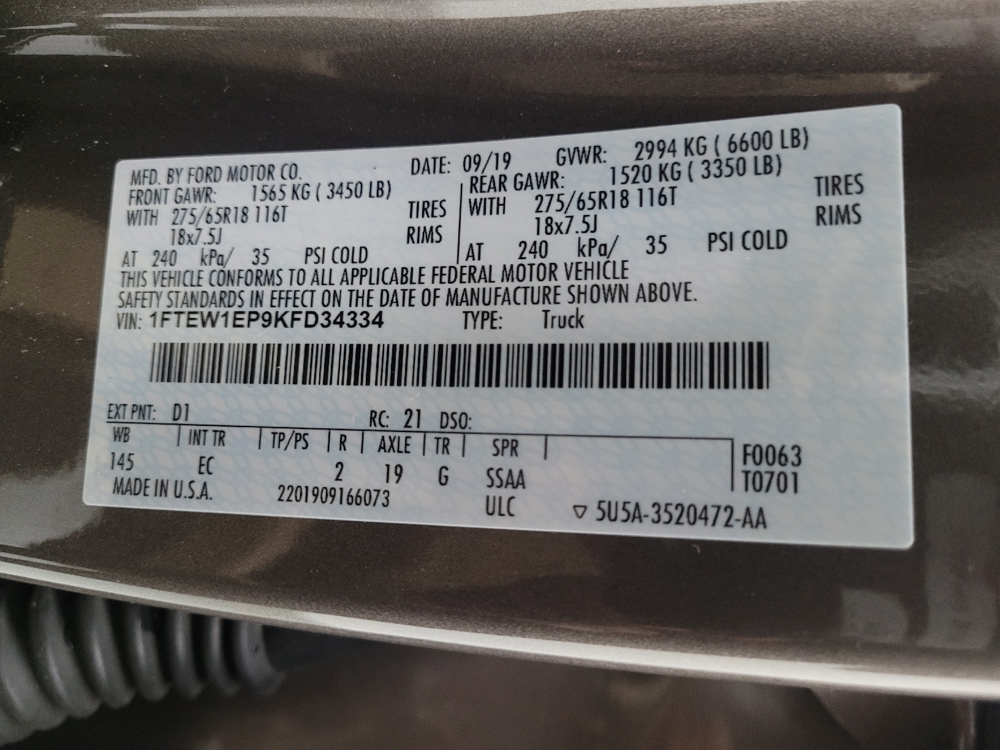 MFD. BY FORD MOTOR CO. DATE: 09/19 GVWR: 2994 KG ( 6600 LB)
FRONT GAWR: 1565 KG ( 3450 LB) REAR GAWR: 1520 KG ( 3350 LB)
WITH 275/65R18 116T TIRES WITH 275/65R18 116T TIRES
18x7.5J RIMS 18x7.5J RIMS
AT 240 kPa/ 35 PSI COLD AT 240 kPa/ 35 PSI COLD
THIS VEHICLE CONFORMS TO ALL APPLICABLE FEDERAL MOTOR VEHICLE
SAFETY STANDARDS IN EFFECT ON THE DATE OF MANUFACTURE SHOWN ABOVE.
VIN: 1FTEW1EP9KFD34334 TYPE: Truck
EXT PNT: D1 RC: 21 DSO:
WB INT TR TP/PS R AXLE TR SPR F0063
145 EC 2 19 G SSAA T0701
MADE IN U.S.A. 2201909166073 ULC ▽ 5U5A-3520472-AA